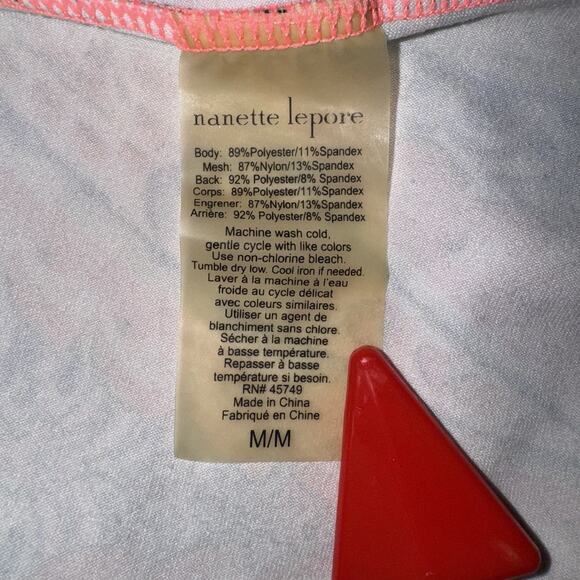 nanette lepore
Body: 89%Polyester/11%Spandex
Mesh: 87%Nylon/13%Spandex
Back: 92% Polyester/8% Spandex
Corps: 89%Polyester/11%Spandex
Engrener: 87%Nylon/13%Spandex
Arrière: 92% Polyester/8% Spandex
Machine wash cold,
gentle cycle with like colors
Use non-chlorine bleach.
Tumble dry low. Cool iron if needed.
Laver à la machine à l'eau
froide au cycle délicat
avec coleurs similaires.
Utiliser un agent de
blanchiment sans chlore.
Sécher à la machine
à basse température.
Repasser à basse
température si besoin.
RN# 45749
Made in China
Fabriqué en Chine
M/M